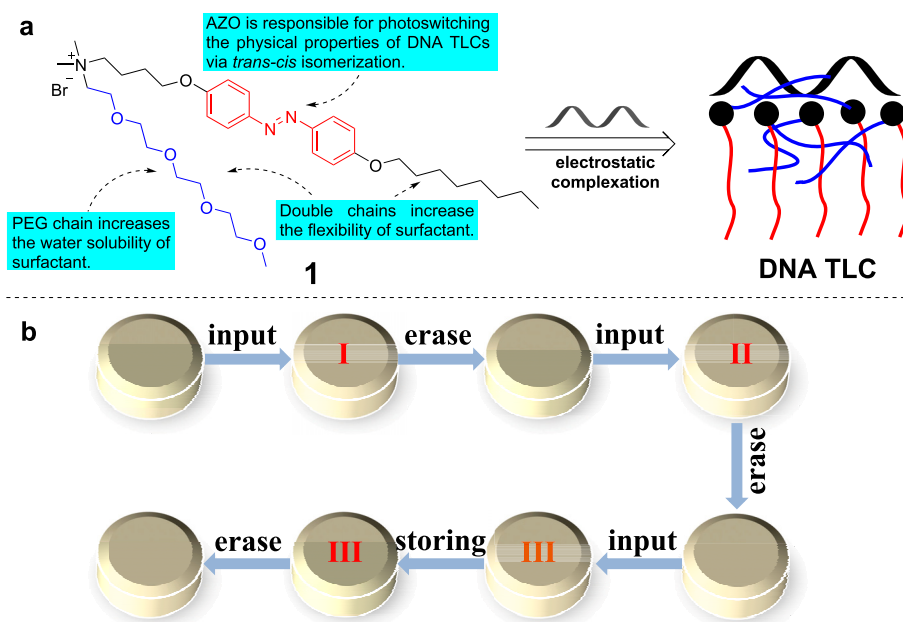 a
AZO is responsible for photoswitching
the physical properties of DNA TLCs
via trans-cis isomerization.
N
+
Br
−
O
N
N
O
O
O
O
O
PEG chain increases
the water solubility of
surfactant.
Double chains increase
the flexibility of surfactant.
1
electrostatic
complexation
DNA TLC
b
input
I
erase
input
II
erase
input
III
storing
III
erase